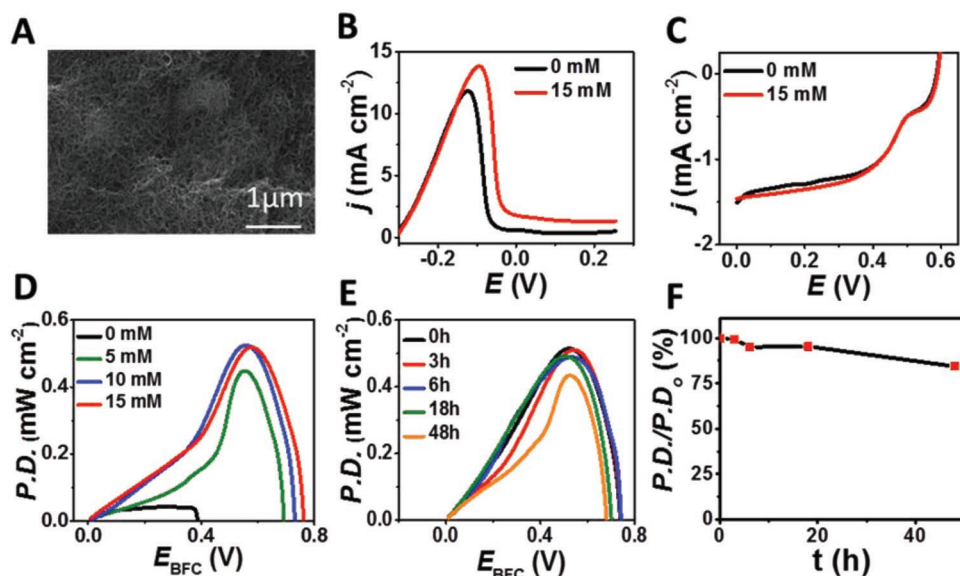 A
1μm
B
j (mA cm-2)
15
10
5
0
0 mM
15 mM
-0.2
0.0
0.2
E (V)
C
j (mA cm-2)
0
-1
-2
0 mM
15 mM
0.0
0.2
0.4
0.6
E (V)
D
P.D. (mW cm-2)
0.6
0.4
0.2
0.0
0 mM
5 mM
10 mM
15 mM
0.0
0.4
0.8
EBFC (V)
E
P.D. (mW cm-2)
0.6
0.4
0.2
0.0
0h
3h
6h
18h
48h
0.0
0.4
0.8
EBFC (V)
F
P.D./P.Do (%)
100
75
50
25
0
0
20
40
t (h)